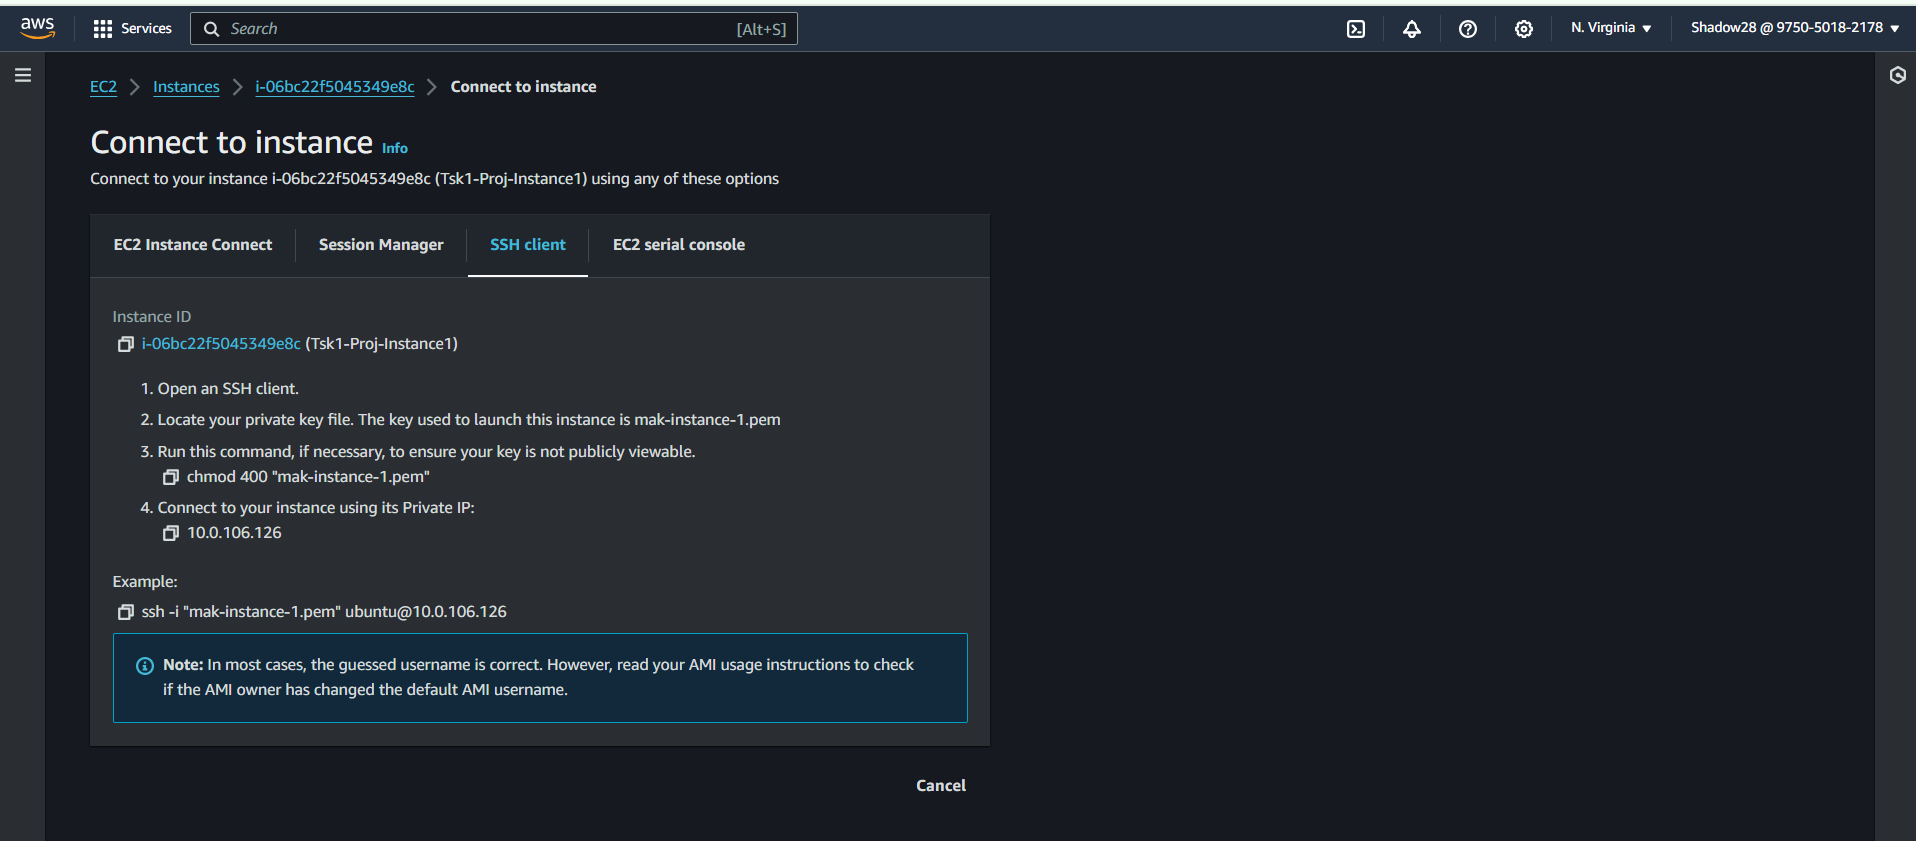 aws
Services
Search [Alt+S]
N. Virginia
Shadow28 @ 9750-5018-2178
EC2 Instances i-06bc22f5045349e8c Connect to instance
Connect to instance Info
Connect to your instance i-06bc22f5045349e8c (Tsk1-Proj-Instance1) using any of these options
EC2 Instance Connect Session Manager SSH client EC2 serial console
Instance ID
i-06bc22f5045349e8c (Tsk1-Proj-Instance1)
1. Open an SSH client.
2. Locate your private key file. The key used to launch this instance is mak-instance-1.pem
3. Run this command, if necessary, to ensure your key is not publicly viewable.
chmod 400 "mak-instance-1.pem"
4. Connect to your instance using its Private IP:
10.0.106.126
Example:
ssh -i "mak-instance-1.pem" ubuntu@10.0.106.126
Note: In most cases, the guessed username is correct. However, read your AMI usage instructions to check
if the AMI owner has changed the default AMI username.
Cancel